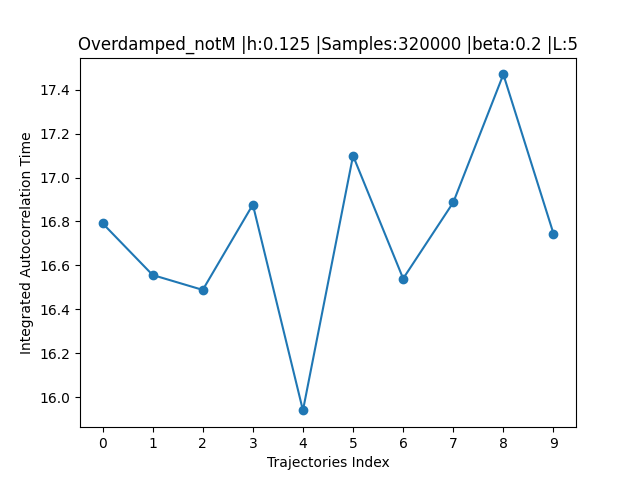 Overdamped_notM |h:0.125 |Samples:320000 |beta:0.2 |L:5
Integrated Autocorrelation Time
17.4
17.2
17.0
16.8
16.6
16.4
16.2
16.0
0 1 2 3 4 5 6 7 8 9
Trajectories Index